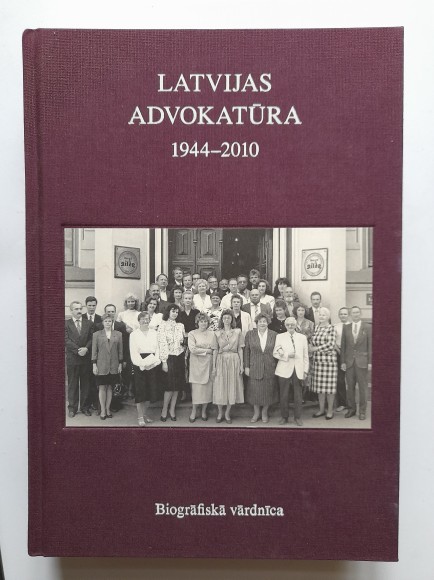 LATVIJAS
ADVOKATŪRA
1944–2010
Biogrāfiskā vārdnīca